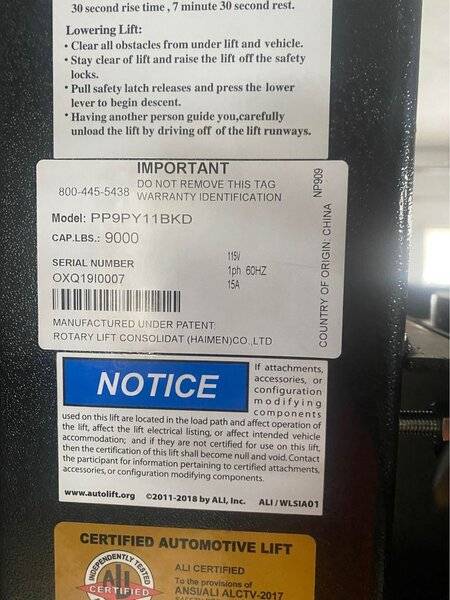 30 second rise time , 7 minute 30 second rest.
Lowering Lift:
• Clear all obstacles from under lift and vehicle.
• Stay clear of lift and raise the lift off the safety
locks.
• Pull safety latch releases and press the lower
lever to begin descent.
• Having another person guide you,carefully
unload the lift by driving off of the lift runways.
IMPORTANT
800-445-5438 DO NOT REMOVE THIS TAG
WARRANTY IDENTIFICATION
NP909
Model: PP9PY11BKD
CAP.LBS.: 9000
SERIAL NUMBER
OXQ19I0007
115V
1ph 60HZ
15A
COUNTRY OF ORIGIN: CHINA
MANUFACTURED UNDER PATENT
ROTARY LIFT CONSOLIDAT (HAIMEN)CO.,LTD
NOTICE
If attachments,
accessories, or
configuration
modifying
components
used on this lift are located in the load path and affect operation of
the lift, affect the lift electrical listing, or affect intended vehicle
accommodation; and if they are not certified for use on this lift,
then the certification of this lift shall become null and void. Contact
the participant for information pertaining to certified attachments,
accessories, or configuration modifying components.
www.autolift.org ©2011-2018 by ALI, Inc. ALI / WLSIA01
CERTIFIED AUTOMOTIVE LIFT
INDEPENDENTLY TESTED
ALI
CERTIFIED
ALI CERTIFIED
To the provisions of
ANSI/ALI ALCTV-2017